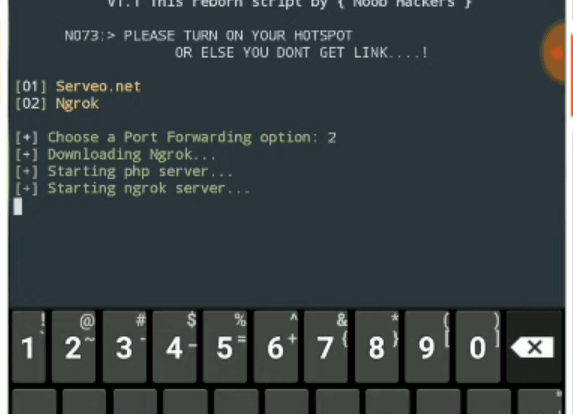 v1.1 This reborn script by { Noob Hackers }
N073:> PLEASE TURN ON YOUR HOTSPOT
OR ELSE YOU DONT GET LINK....!
[01] Serveo.net
[02] Ngrok
[+] Choose a Port Forwarding option: 2
[+] Downloading Ngrok...
[+] Starting php server...
[+] Starting ngrok server...
! @ # $ % ^ & * ( )
1 2 3 4 5 6 7 8 9 0
` ~ - _ = + { } [ ]